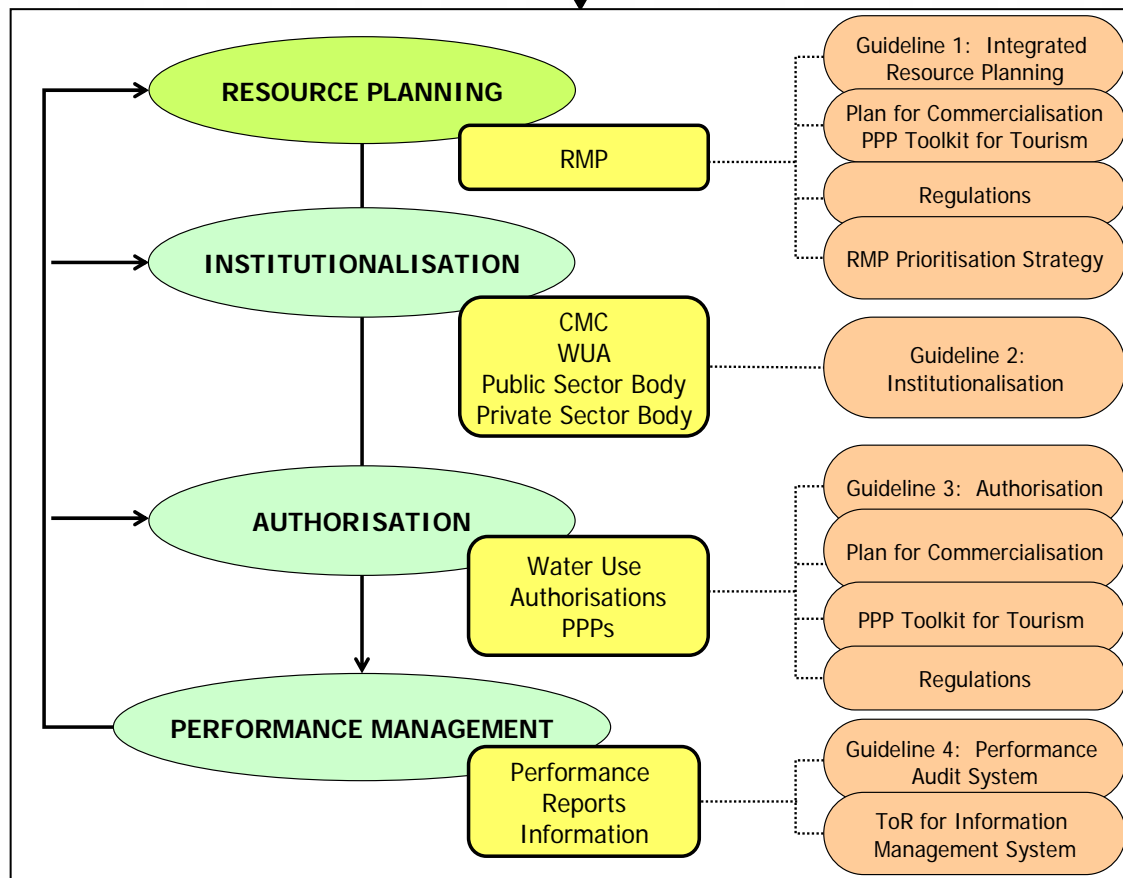 RESOURCE PLANNING
RMP
Guideline 1: Integrated
Resource Planning
Plan for Commercialisation
PPP Toolkit for Tourism
Regulations
RMP Prioritisation Strategy
INSTITUTIONALISATION
CMC
WUA
Public Sector Body
Private Sector Body
Guideline 2:
Institutionalisation
AUTHORISATION
Water Use
Authorisations
PPPs
Guideline 3: Authorisation
Plan for Commercialisation
PPP Toolkit for Tourism
Regulations
PERFORMANCE MANAGEMENT
Performance
Reports
Information
Guideline 4: Performance
Audit System
ToR for Information
Management System